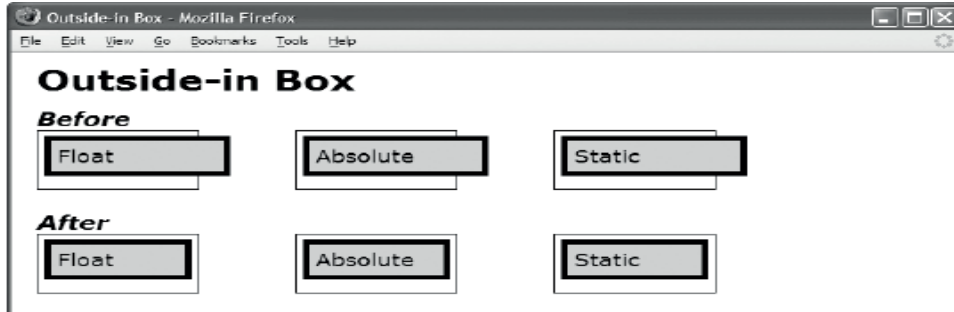 Outside-in Box - Mozilla Firefox
File Edit View Go Bookmarks Tools Help
Outside-in Box
Before
Float Absolute Static
After
Float Absolute Static